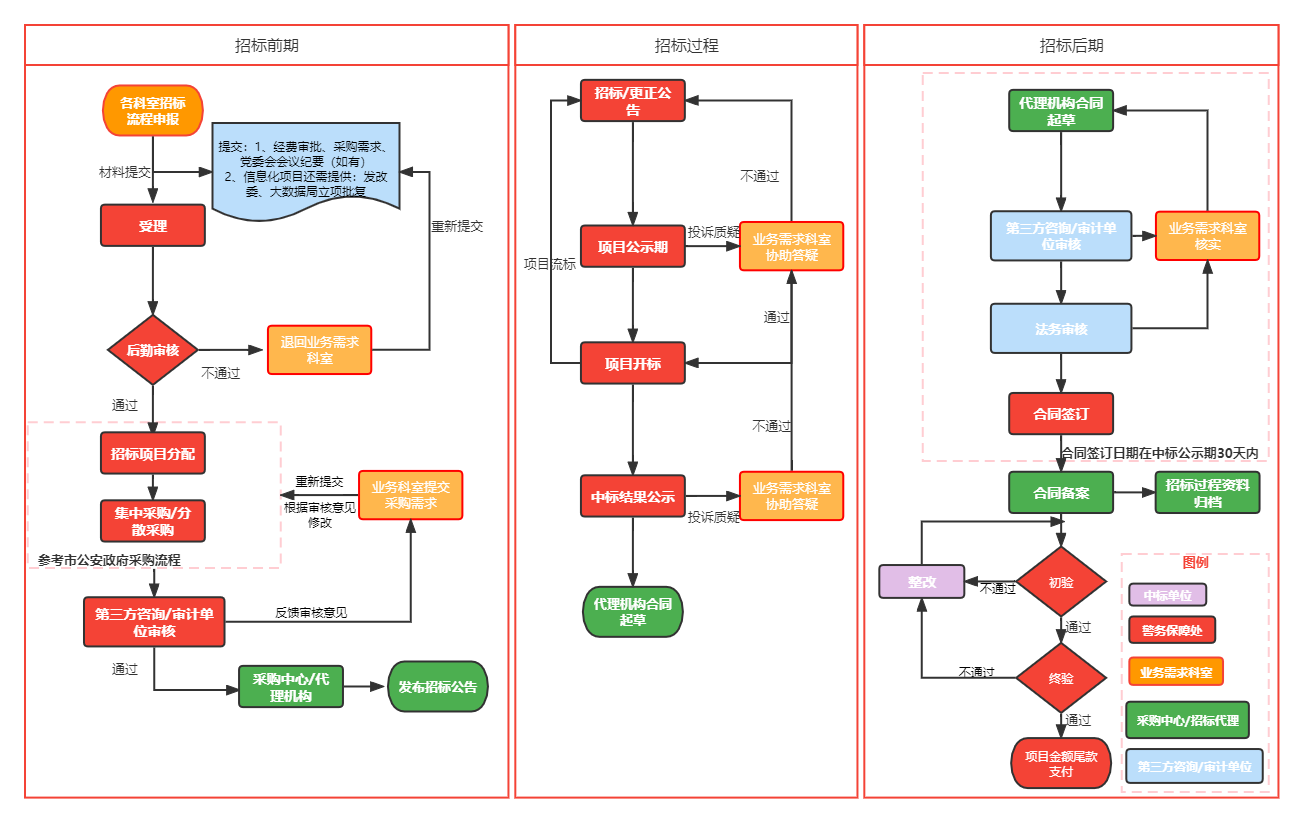 招标前期
各科室招标
流程申报
材料提交
提交：1、经费审批、采购需求、
党委会会议纪要（如有）
2、信息化项目还需提供：发改
委、大数据局立项批复
受理
重新提交
后勤审核
不通过
退回业务需求
科室
通过
招标项目分配
集中采购/分
散采购
参考市公安政府采购流程
重新提交
根据审核意见
修改
业务科室提交
采购需求
第三方咨询/审计单
位审核
反馈审核意见
通过
采购中心/代
理机构
发布招标公告
招标过程
招标/更正公
告
不通过
项目公示期
投诉质疑
业务需求科室
协助答疑
项目流标
通过
项目开标
不通过
中标结果公示
投诉质疑
业务需求科室
协助答疑
代理机构合同
起草
招标后期
代理机构合同
起草
第三方咨询/审计单
位审核
业务需求科室
核实
法务审核
合同签订
合同签订日期在中标公示期30天内
合同备案
招标过程资料
归档
整改
不通过
初验
通过
不通过
终验
通过
项目金额尾款
支付
图例
中标单位
警务保障处
业务需求科室
采购中心/招标代理
第三方咨询/审计单位